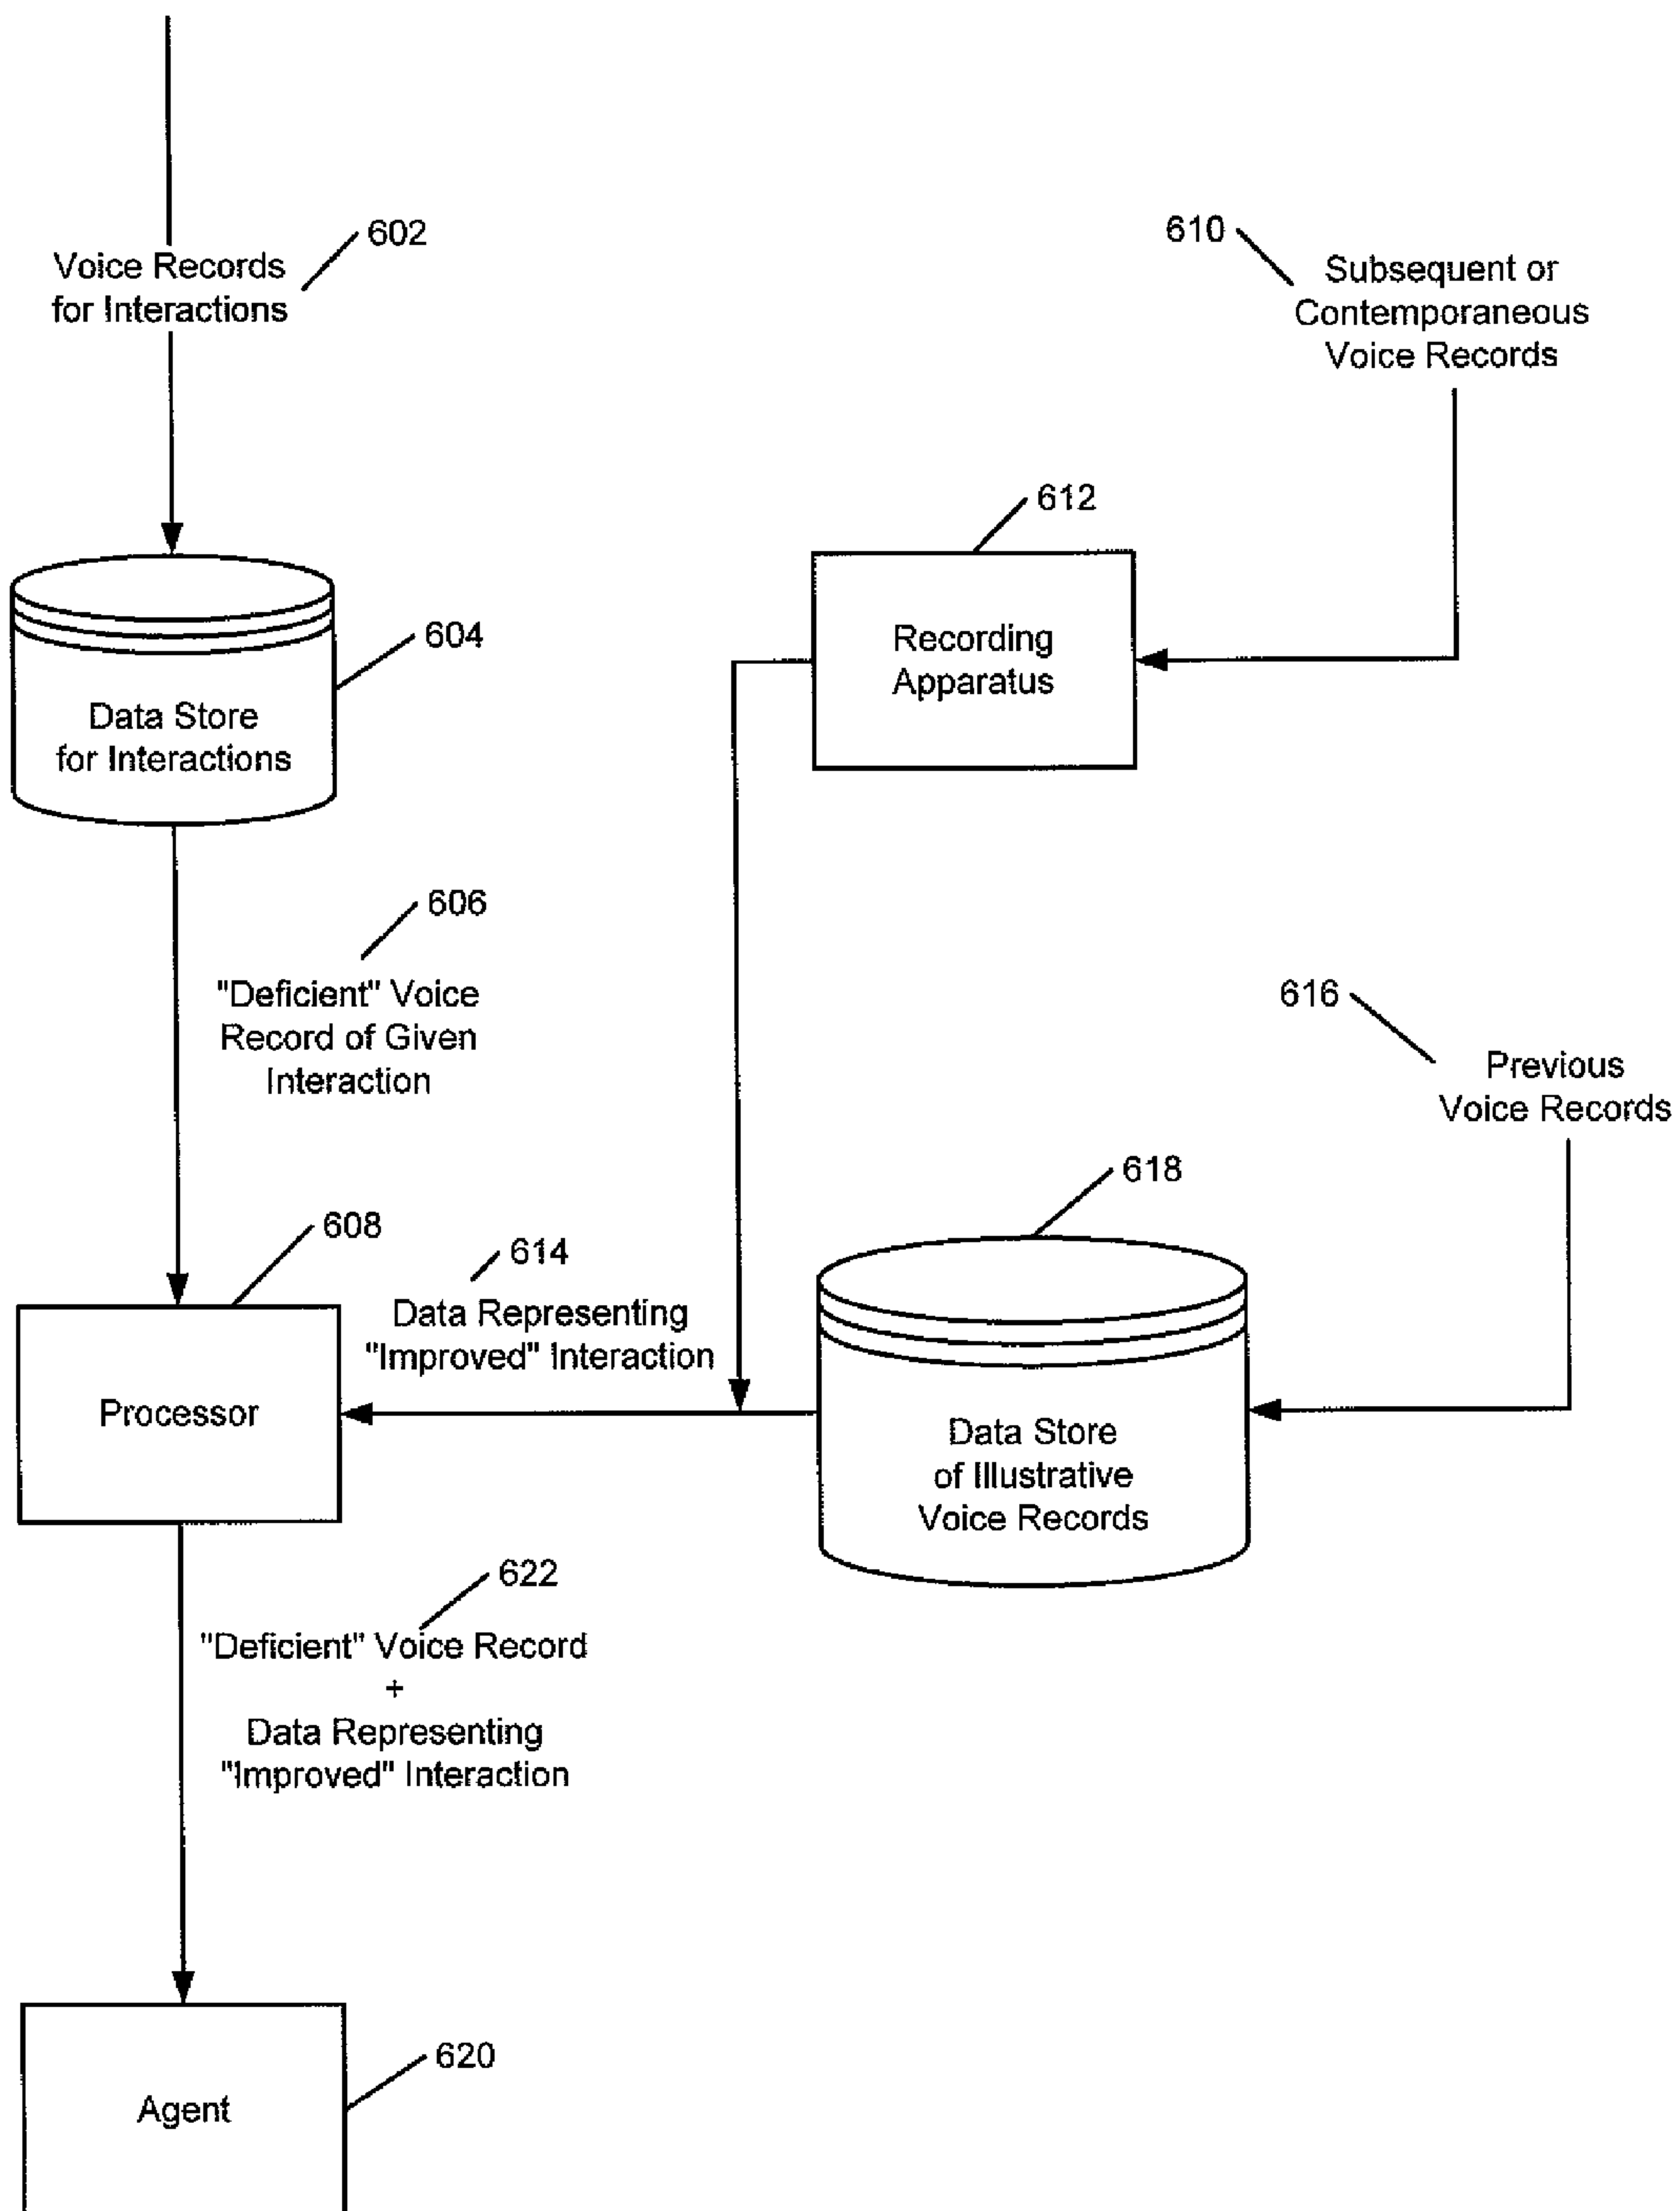 602
Voice Records
for Interactions
610
Subsequent or
Contemporaneous
Voice Records
612
Recording
Apparatus
604
Data Store
for Interactions
606
"Deficient" Voice
Record of Given
Interaction
616
Previous
Voice Records
618
608
614
Data Representing
"Improved" Interaction
Processor
Data Store
of Illustrative
Voice Records
622
"Deficient" Voice Record
+
Data Representing
"Improved" Interaction
620
Agent